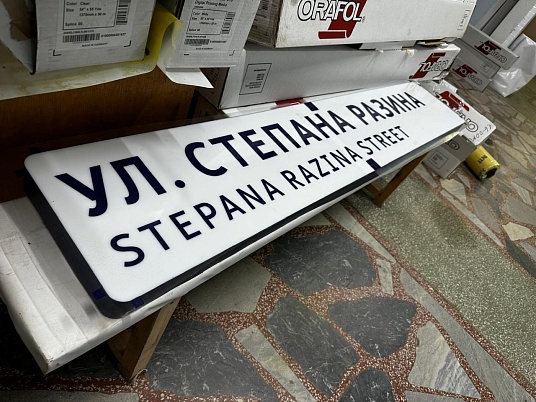 ORAFOL
УЛ. СТЕПАНА РАЗИНА
STEPANA RAZINA STREET